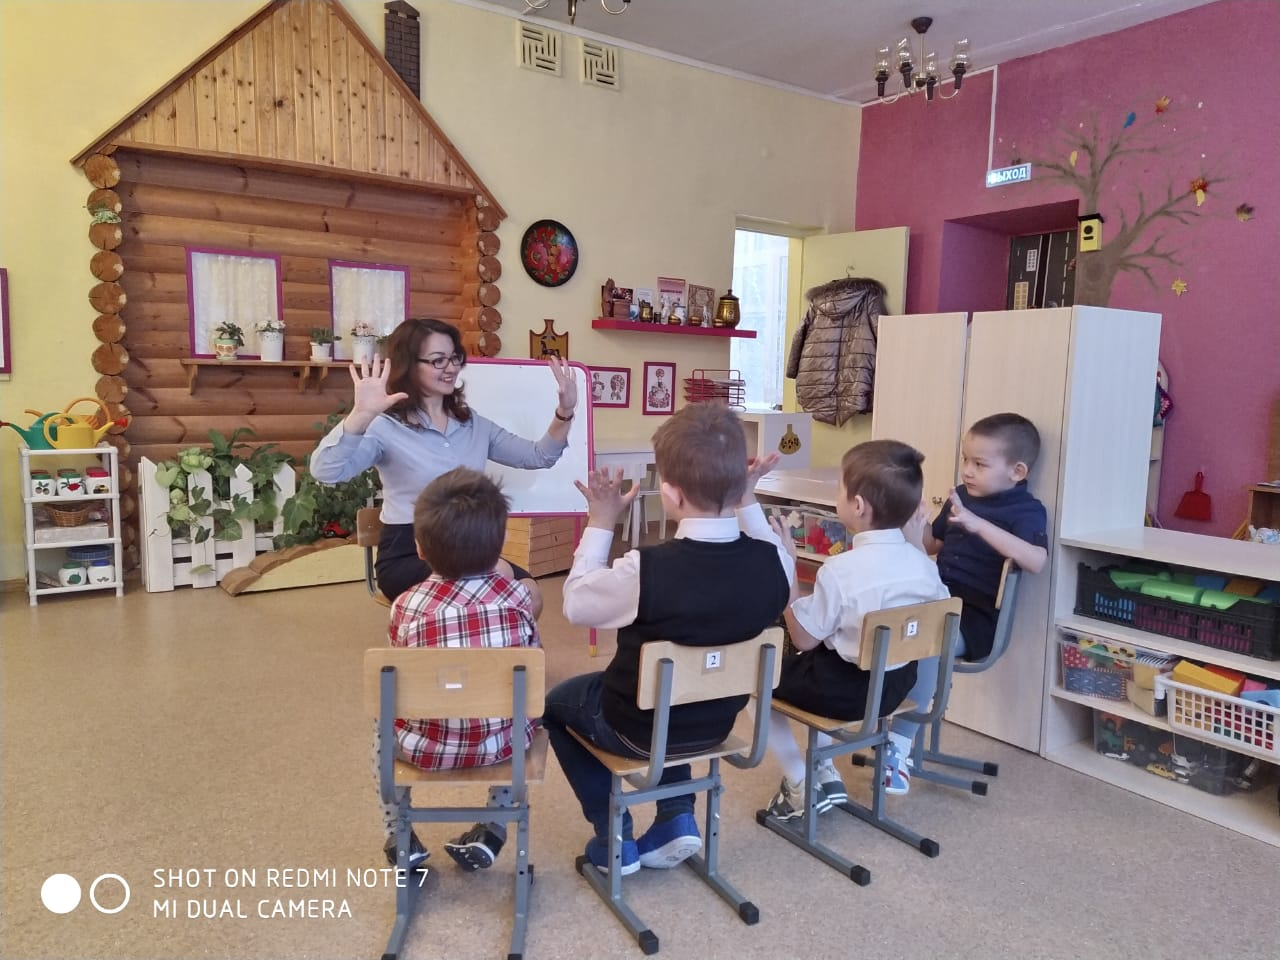 ВЫХОД
2
2
SHOT ON REDMI NOTE 7
MI DUAL CAMERA